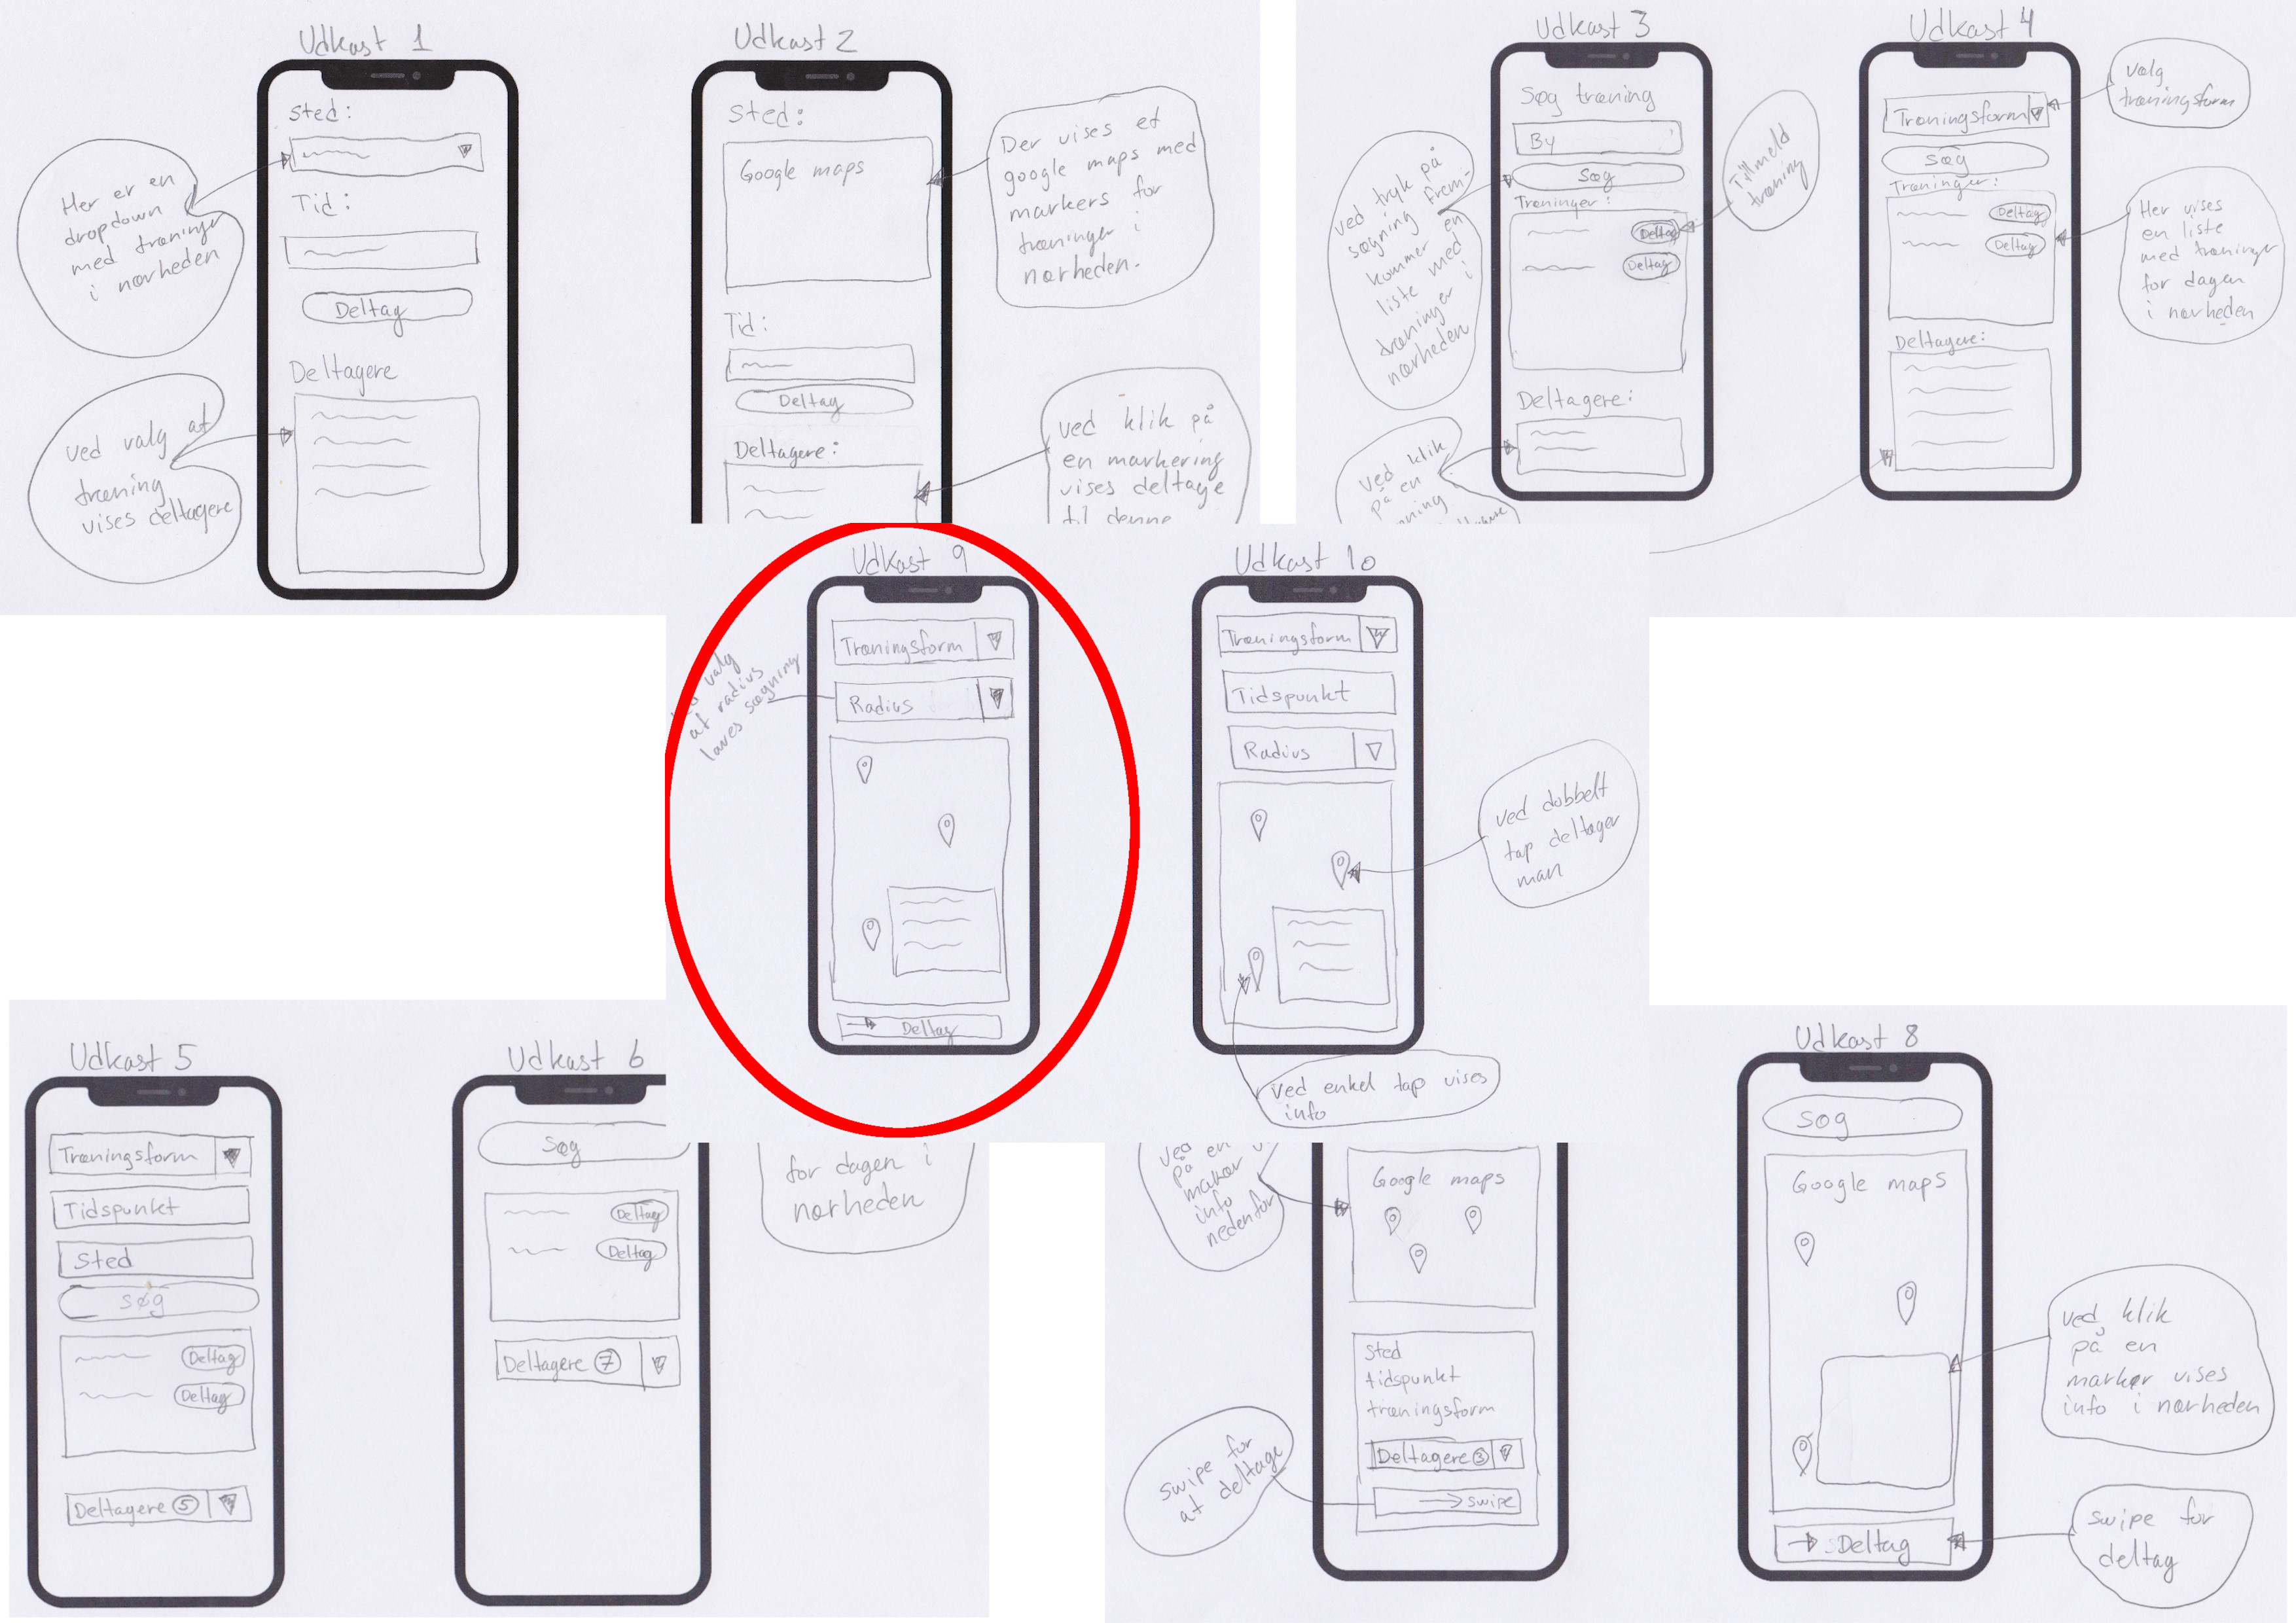 Udkast 1
Sted:
Her er en
dropdown
med træninger
i nærheden
Tid:
Deltag
Deltagere
Ved valg af
træning
vises deltagere
Udkast 2
Sted:
Google maps
Der vises et
google maps med
markers for
træninger i
nærheden.
Tid:
Deltag
Deltagere:
Ved klik på
en markering
vises deltage
til denne
Udkast 3
Søg træning
By
Søg
Træninger:
Deltag
Deltag
Deltagere:
Ved tryk på
søgning frem-
kommer en
liste med
træninger i
nærheden
Tilmeld
træning
Ved klik
på en
Udkast 4
Træningsform
Søg
Træninger:
Deltag
Deltag
Deltagere:
Vælg
træningsform
Her vises
en liste
med træninger
for dagen
i nærheden
Udkast 9
Træningsform
Radius
valg
af radius
laves søgning
Deltag
Udkast 10
Træningsform
Tidspunkt
Radius
Ved dobbelt
tap deltager
man
Ved enkel tap vises
info
Udkast 5
Træningsform
Tidspunkt
Sted
Søg
Deltag
Deltag
Deltagere 5
Udkast 6
Søg
Deltag
Deltag
Deltagere 7
for dagen i
nærheden
Ved
på en
marker
info
nedenfor
Google maps
Sted
tidspunkt
træningsform
Deltagere 3
swipe
swipe for
at deltage
Udkast 8
Søg
Google maps
Ved klik
på en
marker vises
info i nærheden
Deltag
swipe for
deltag